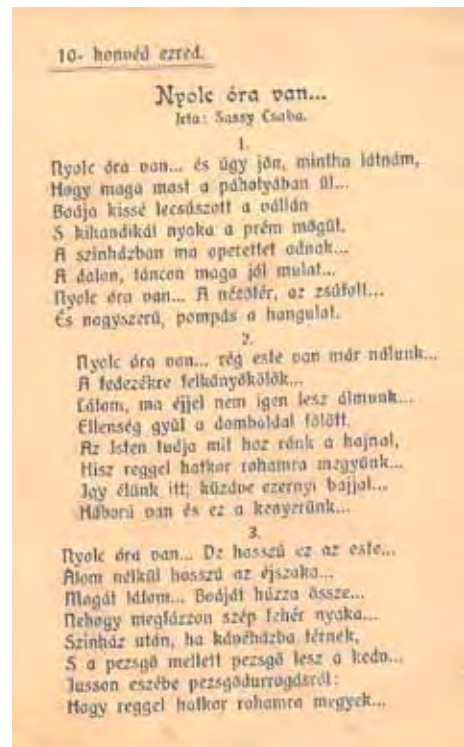 10- honvéd ezred.
Nyolc óra van...
Irta: Sassy Csaba.
1.
Nyolc óra van... és úgy jön, mintha látnám,
Hogy maga most a páholyában ül...
Boája kissé lecsúszott a vállán
S kikandikál nyaka a prém mögül.
A szinházban ma operettet adnak...
A dalon, táncon maga jól mulat...
Nyolc óra van... A nézőtér, az zsúfolt...
És nagyszerű, pompás a hangulat.
2.
Nyolc óra van... rég este van már nálunk...
A fedezékre felkönyökölök...
Látom, ma éjjel nem igen lesz álmunk...
Ellenség gyül a domboldal fölött.
Az Isten tudja mit hoz ránk a hajnal,
Hisz reggel hatkor rohamra megyünk...
Igy élünk itt; küzdve ezernyi bajjal...
Háború van és ez a kenyerünk...
3.
Nyolc óra van... De hosszú ez az este...
Álom nélkül hosszú az éjszaka...
Magát látom... Boáját húzza össze...
Nehogy megfázzon szép fehér nyaka...
Szinház után, ha kávéházba térnek,
S a pezsgő mellett pezsgő lesz a kedv...
Jusson eszébe pezsgődurrogásról:
Hogy reggel hatkor rohamra megyek...